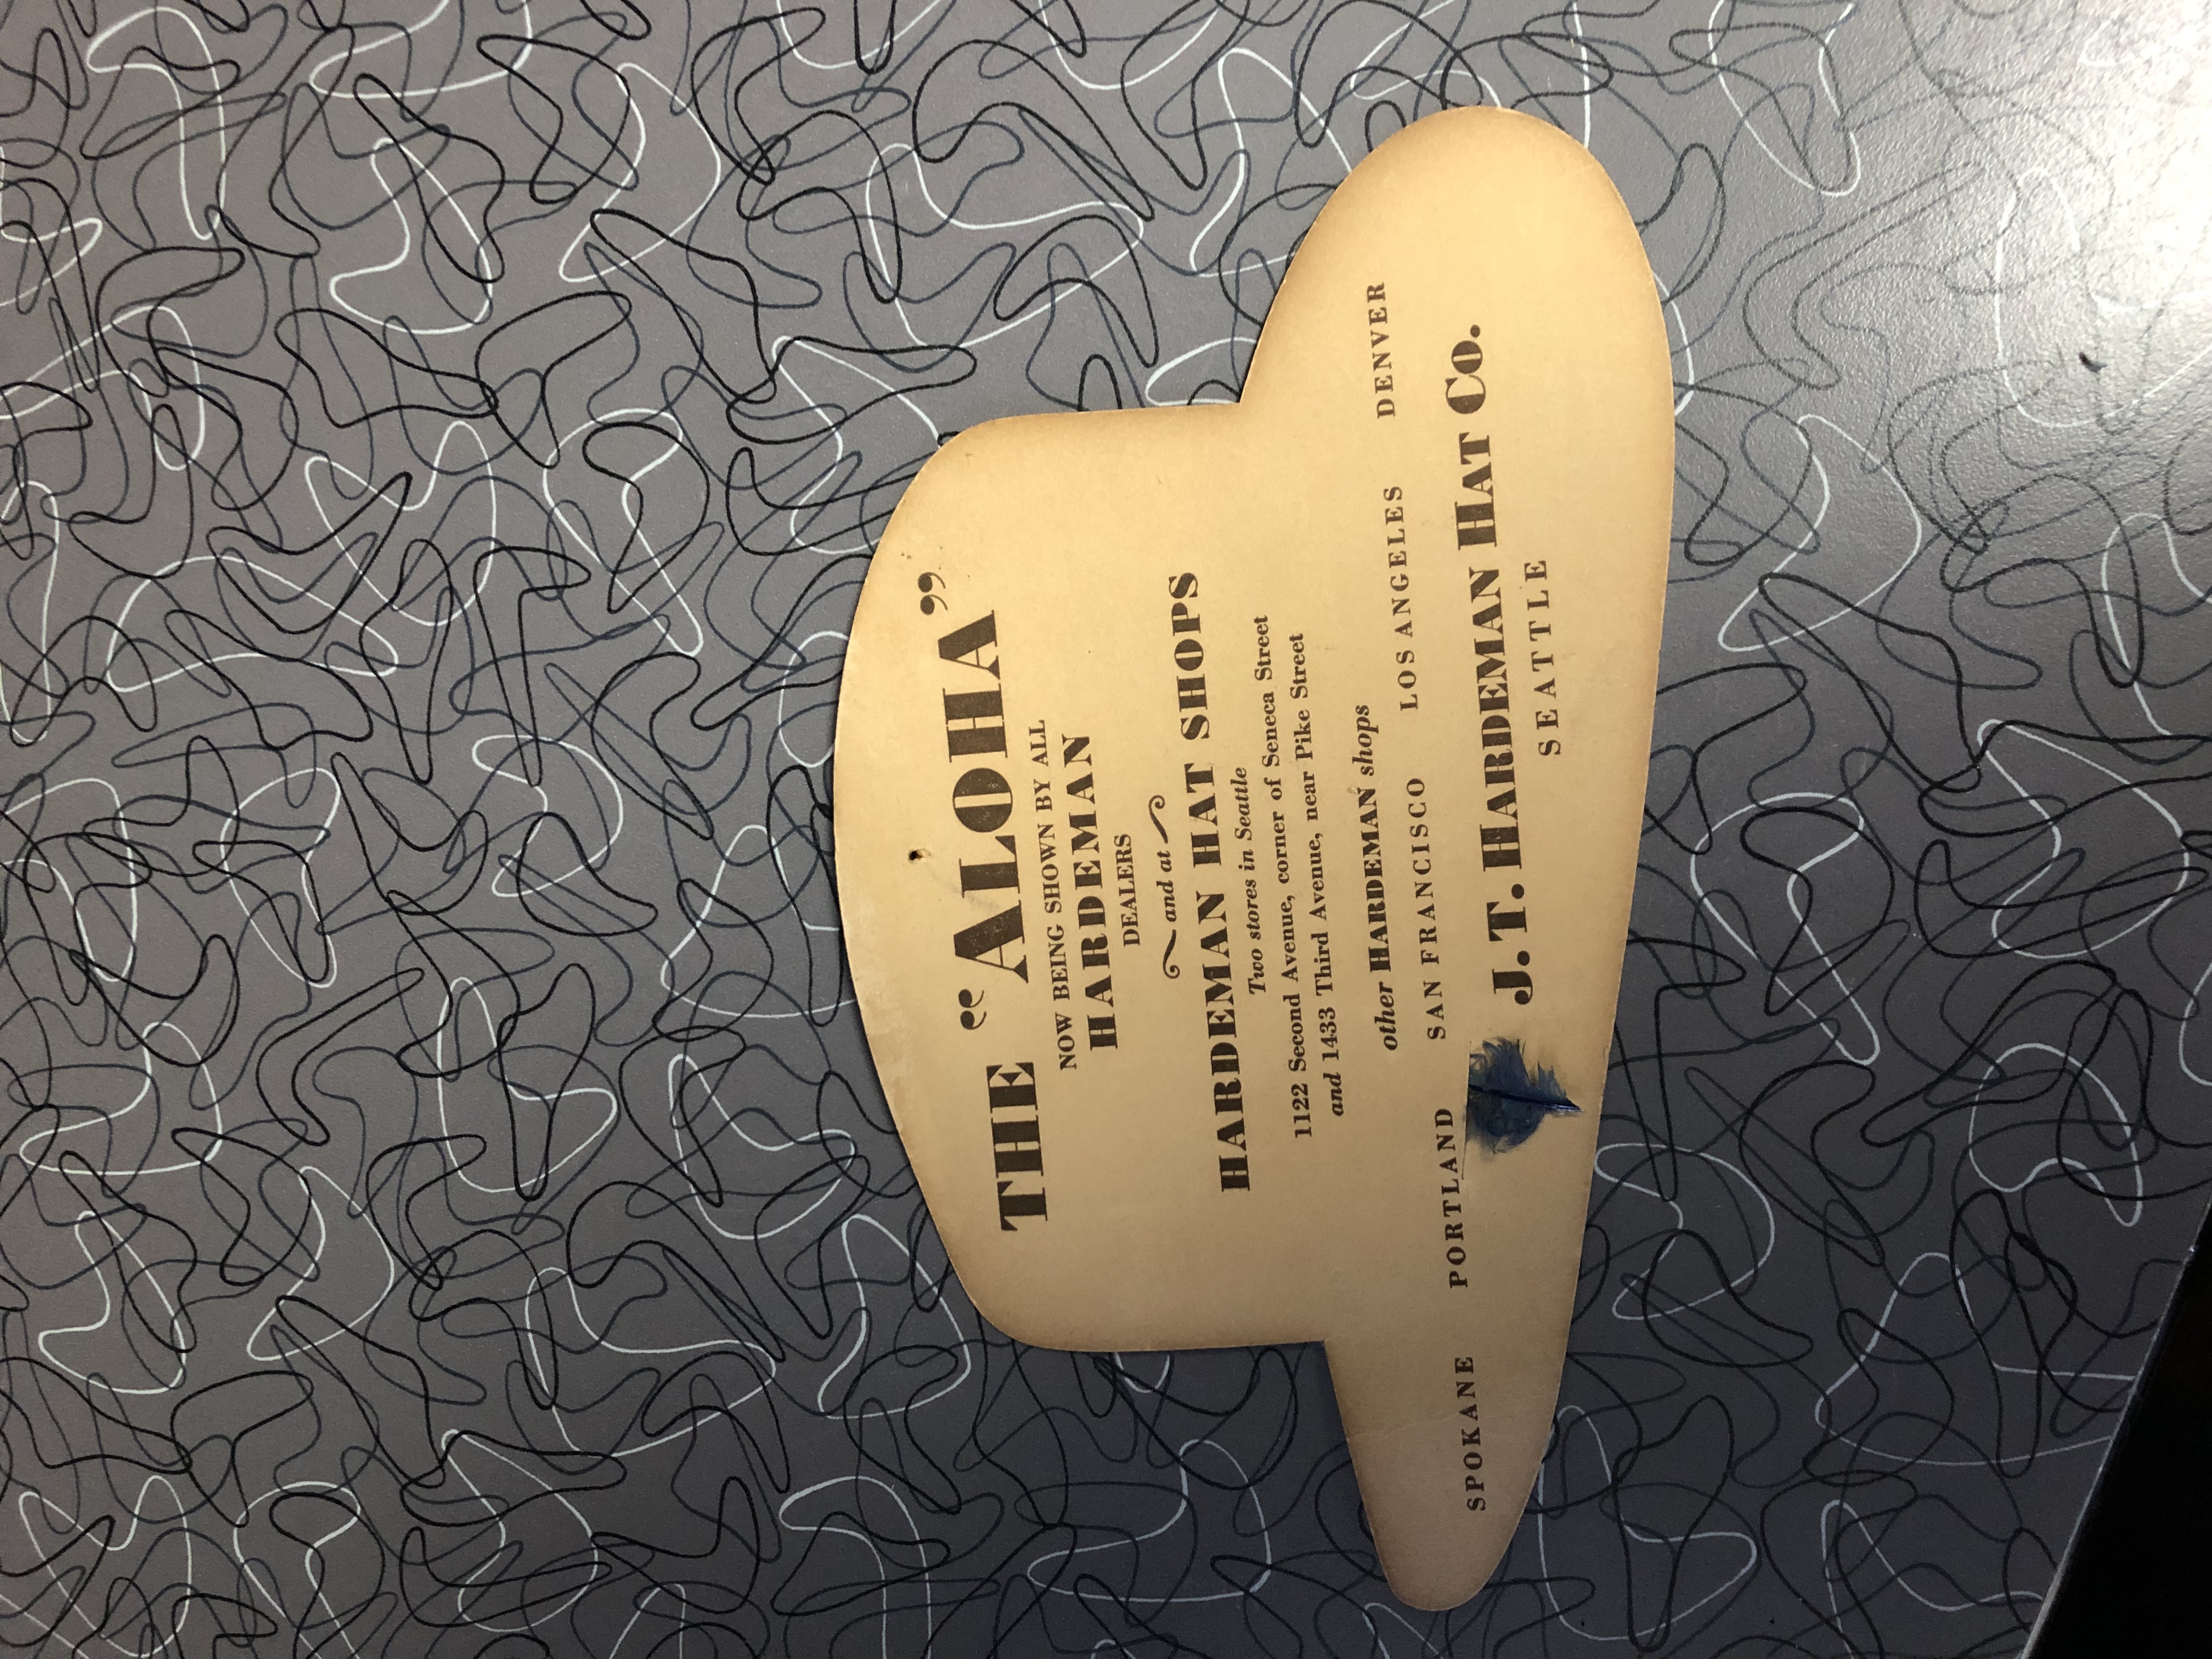 THE “ALOHA”
NOW BEING SHOWN BY ALL
HARDEMAN
DEALERS
and at
HARDEMAN HAT SHOPS
Two stores in Seattle
1122 Second Avenue, corner of Seneca Street
and 1433 Third Avenue, near Pike Street
other HARDEMAN shops
SPOKANE PORTLAND SAN FRANCISCO LOS ANGELES DENVER
J. T. HARDEMAN HAT CO.
SEATTLE